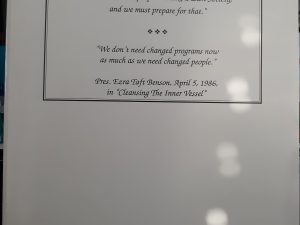 and we must prepare for that."
"We don't need changed programs now
as much as we need changed people."
Pres. Ezra Taft Benson, April 5, 1986,
in "Cleansing The Inner Vessel"